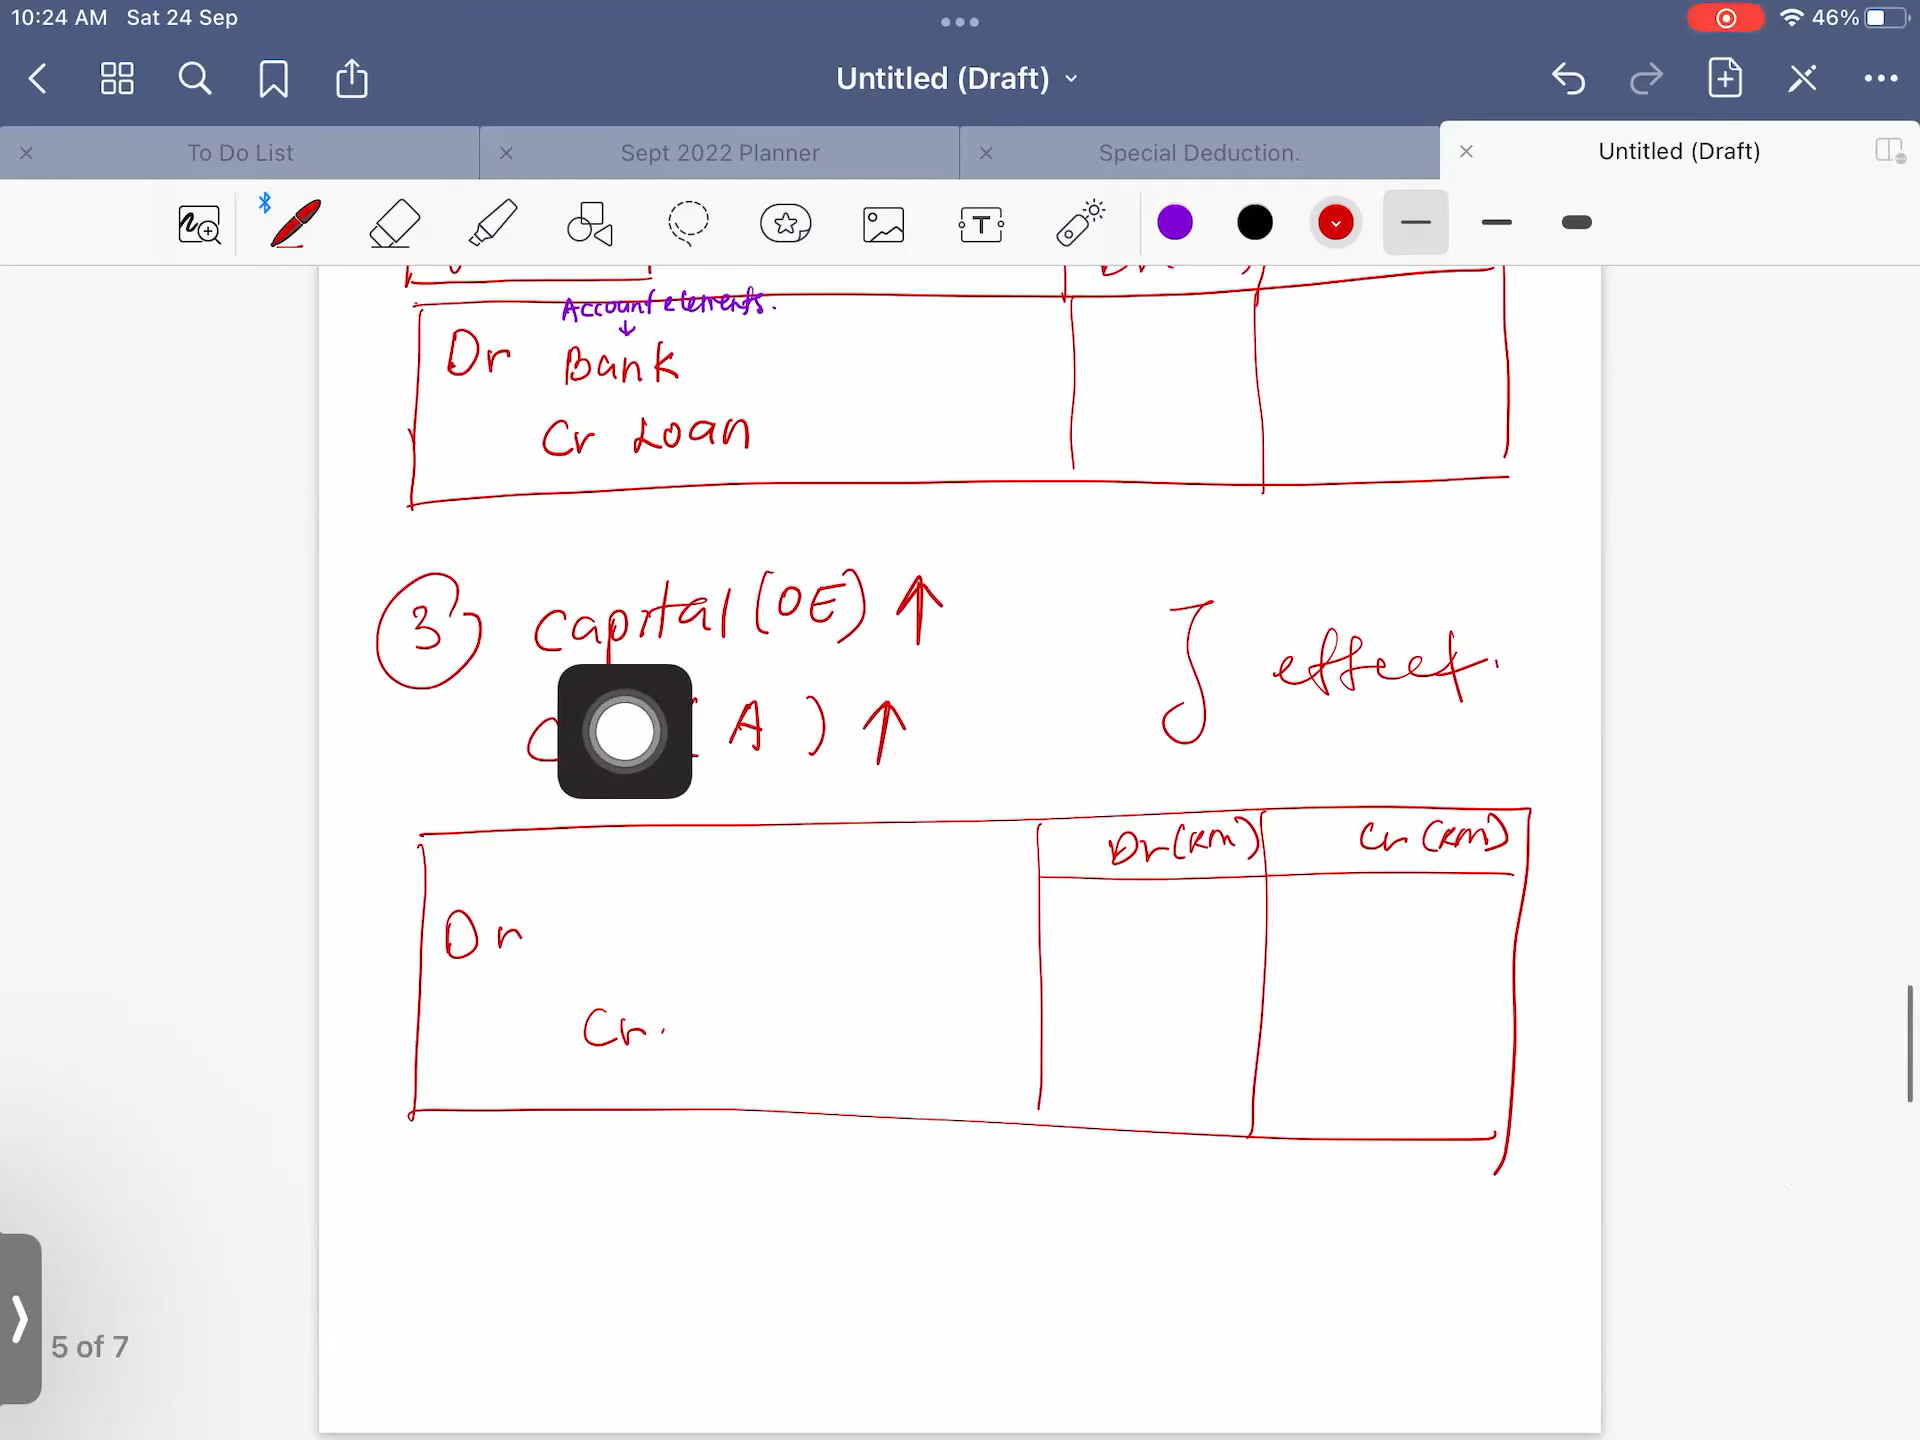 10:24 AM Sat 24 Sep
46%
Untitled (Draft)
To Do List
Sept 2022 Planner
Special Deduction.
Untitled (Draft)
Account elements.
↓
Dr Bank
Cr Loan
3 Capital (OE) ↑
effect.
A ) ↑
Dr (RM) Cr (RM)
Dr
Cr.
5 of 7